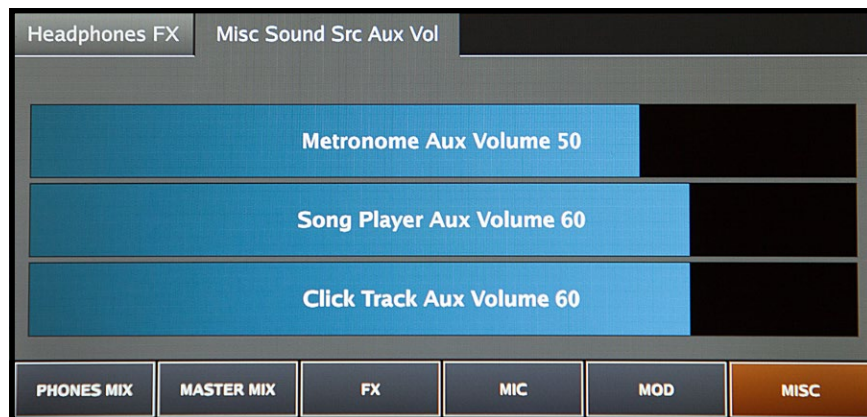 Headphones FX
Misc Sound Src Aux Vol
Metronome Aux Volume 50
Song Player Aux Volume 60
Click Track Aux Volume 60
PHONES MIX
MASTER MIX
FX
MIC
MOD
MISC